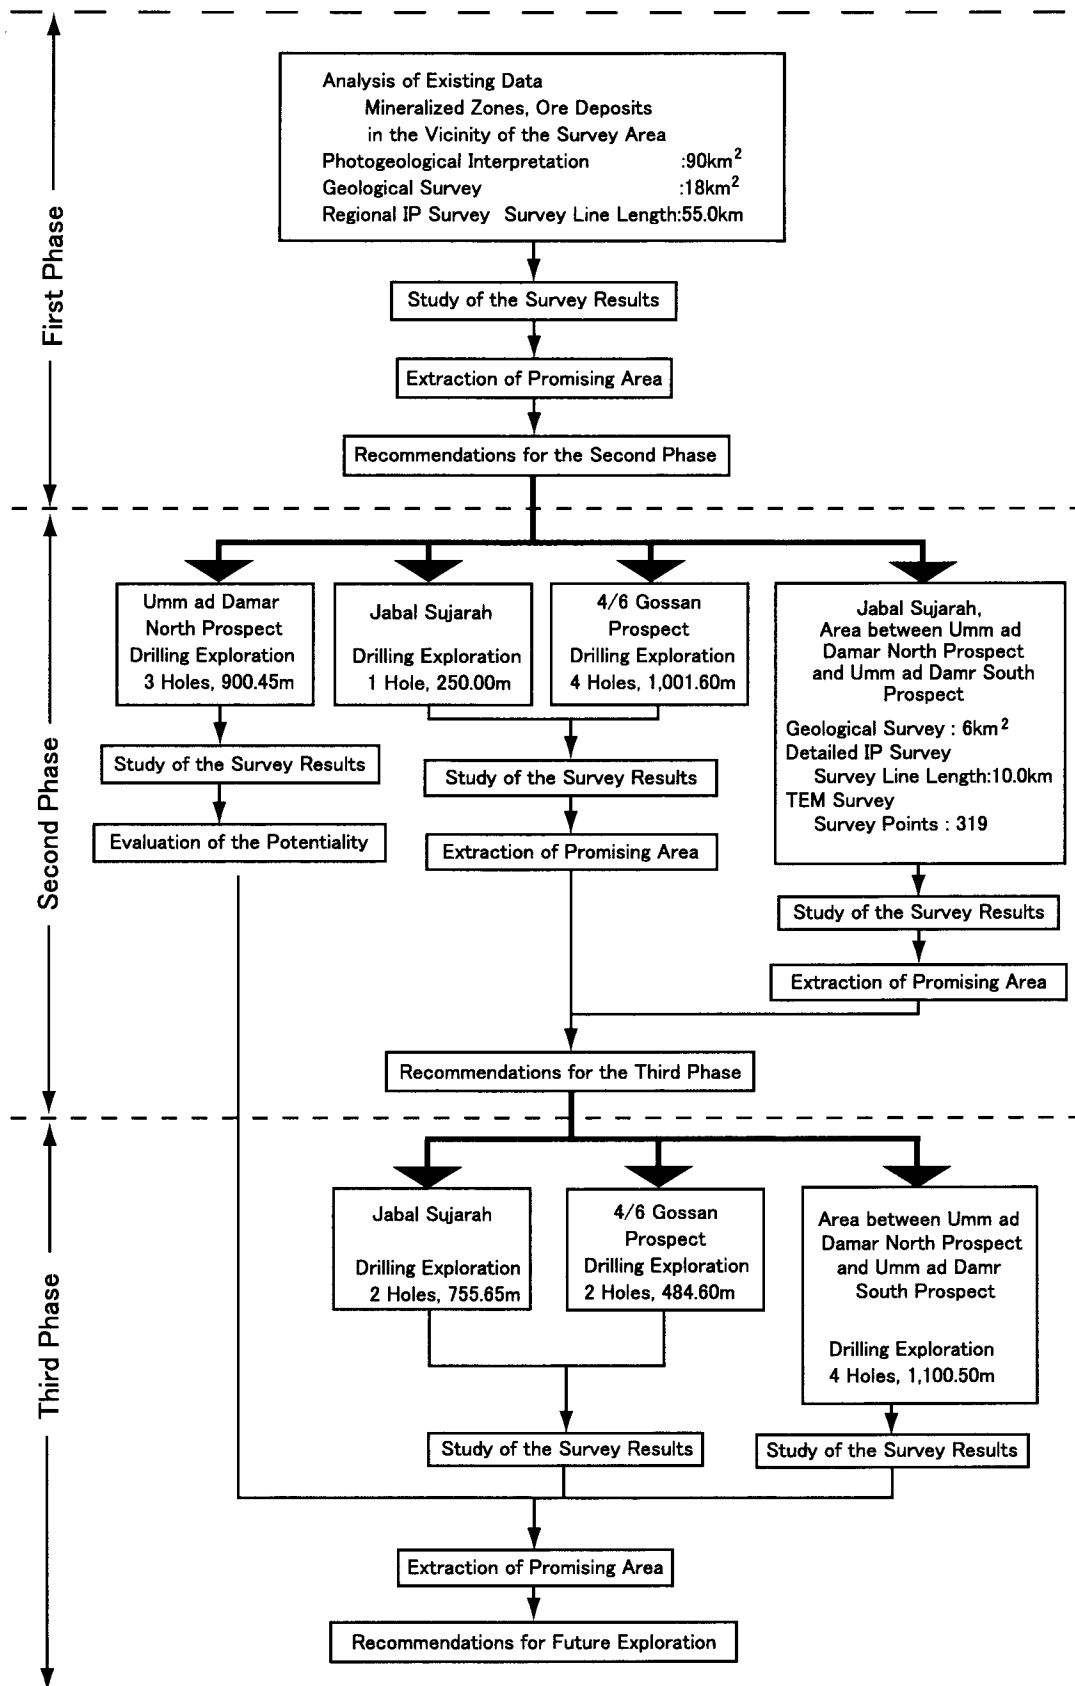 First Phase
Analysis of Existing Data
Mineralized Zones, Ore Deposits
in the Vicinity of the Survey Area
Photogeological Interpretation :90km²
Geological Survey :18km²
Regional IP Survey Survey Line Length:55.0km
Study of the Survey Results
Extraction of Promising Area
Recommendations for the Second Phase
Second Phase
Umm ad Damar
North Prospect
Drilling Exploration
3 Holes, 900.45m
Study of the Survey Results
Evaluation of the Potentiality
Jabal Sujarah
Drilling Exploration
1 Hole, 250.00m
4/6 Gossan
Prospect
Drilling Exploration
4 Holes, 1,001.60m
Study of the Survey Results
Extraction of Promising Area
Jabal Sujarah,
Area between Umm ad
Damar North Prospect
and Umm ad Damr South
Prospect
Geological Survey : 6km²
Detailed IP Survey
Survey Line Length:10.0km
TEM Survey
Survey Points : 319
Study of the Survey Results
Extraction of Promising Area
Recommendations for the Third Phase
Third Phase
Jabal Sujarah
Drilling Exploration
2 Holes, 755.65m
4/6 Gossan
Prospect
Drilling Exploration
2 Holes, 484.60m
Area between Umm ad
Damar North Prospect
and Umm ad Damr
South Prospect
Drilling Exploration
4 Holes, 1,100.50m
Study of the Survey Results
Study of the Survey Results
Extraction of Promising Area
Recommendations for Future Exploration